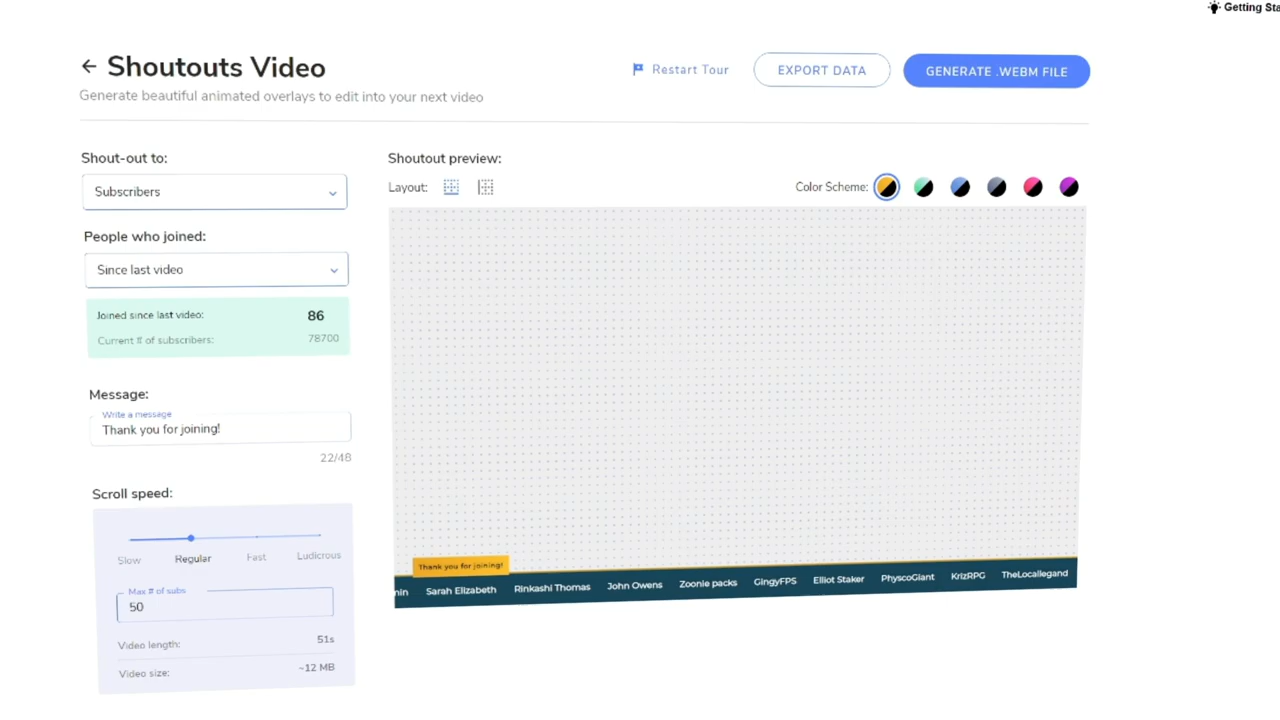 Getting Sta
Shoutouts Video
Generate beautiful animated overlays to edit into your next video
Restart Tour
EXPORT DATA
GENERATE .WEBM FILE
Shout-out to:
Subscribers
People who joined:
Since last video
Joined since last video: 86
Current # of subscribers: 78700
Message:
Write a message
Thank you for joining!
22/48
Scroll speed:
Slow Regular Fast Ludicrous
Max # of subs
50
Video length: 51s
Video size: ~12 MB
Shoutout preview:
Layout:
Color Scheme:
Thank you for joining!
nin Sarah Elizabeth Rinkashi Thomas John Owens Zoonie packs GingyFPS Elliot Staker PhyscoGiant KrizRPG TheLocallegand